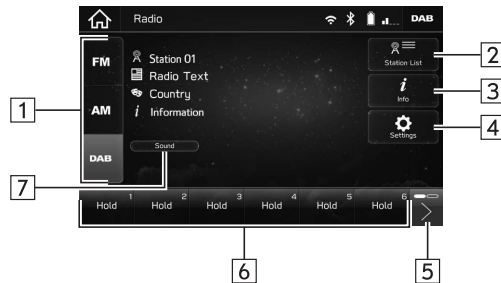 Radio DAB
FM
AM
DAB
Station 01
Radio Text
Country
i Information
Sound
Station List
i
Info
Settings
1 2 3 4 5 6
Hold Hold Hold Hold Hold Hold
1
2
3
4
5
6
7